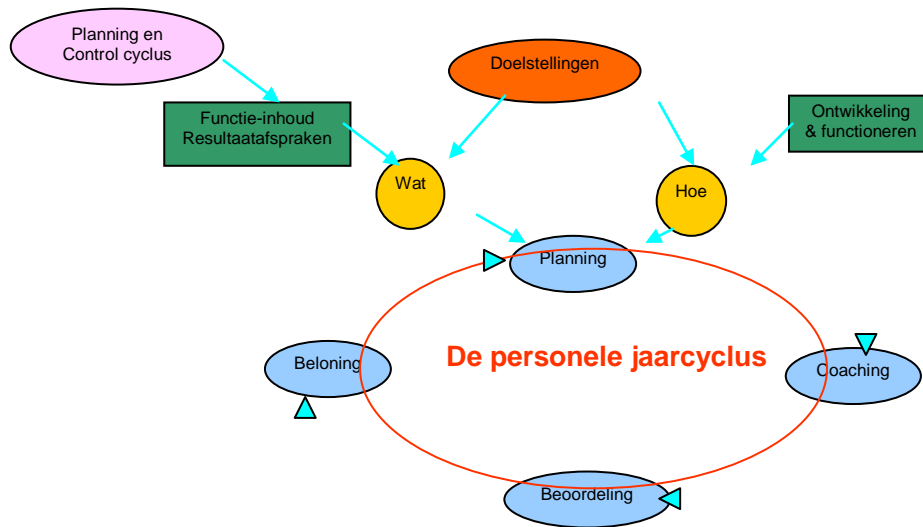 Planning en
Control cyclus
Doelstellingen
Functie-inhoud
Resultaatafspraken
Ontwikkeling
& functioneren
Wat
Hoe
Planning
De personele jaarcyclus
Beloning
Coaching
Beoordeling